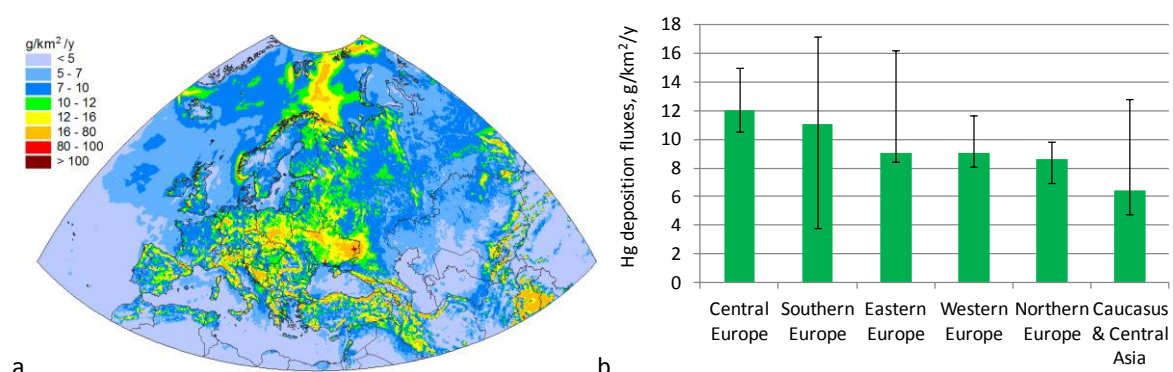 g/km² /y
< 5
5 - 7
7 - 10
10 - 12
12 - 16
16 - 80
80 - 100
> 100
a
Hg deposition fluxes, g/km²/y
18
16
14
12
10
8
6
4
2
0
Central Southern Eastern Western Northern Caucasus
Europe Europe Europe Europe Europe & Central
Asia
b